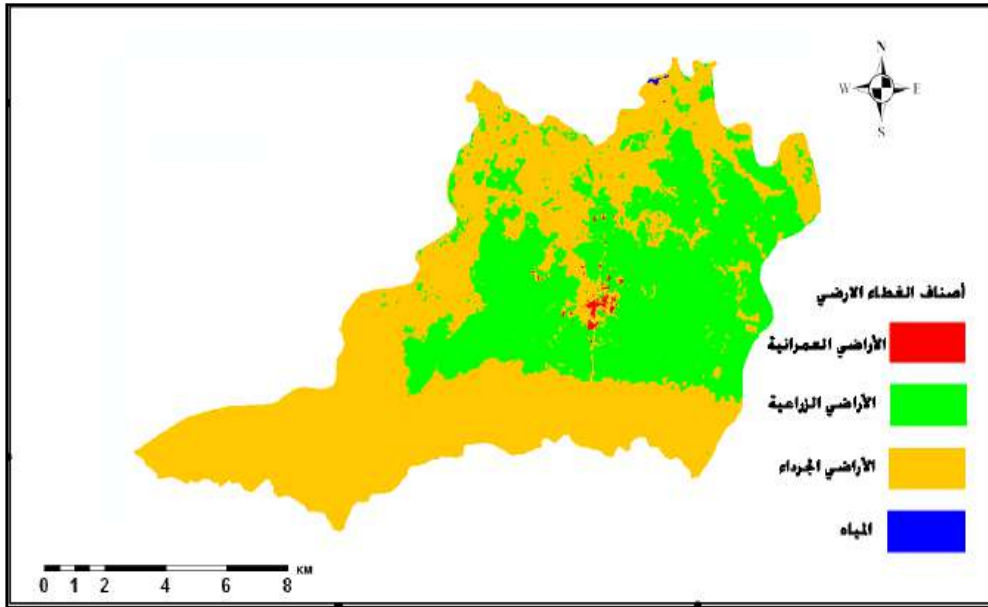 N
W E
S
أصناف الغطاء الارضي
الأراضي العمرانية
الأراضي الزراعية
الأراضي الجرداء
المياه
KM
0 1 2 4 6 8